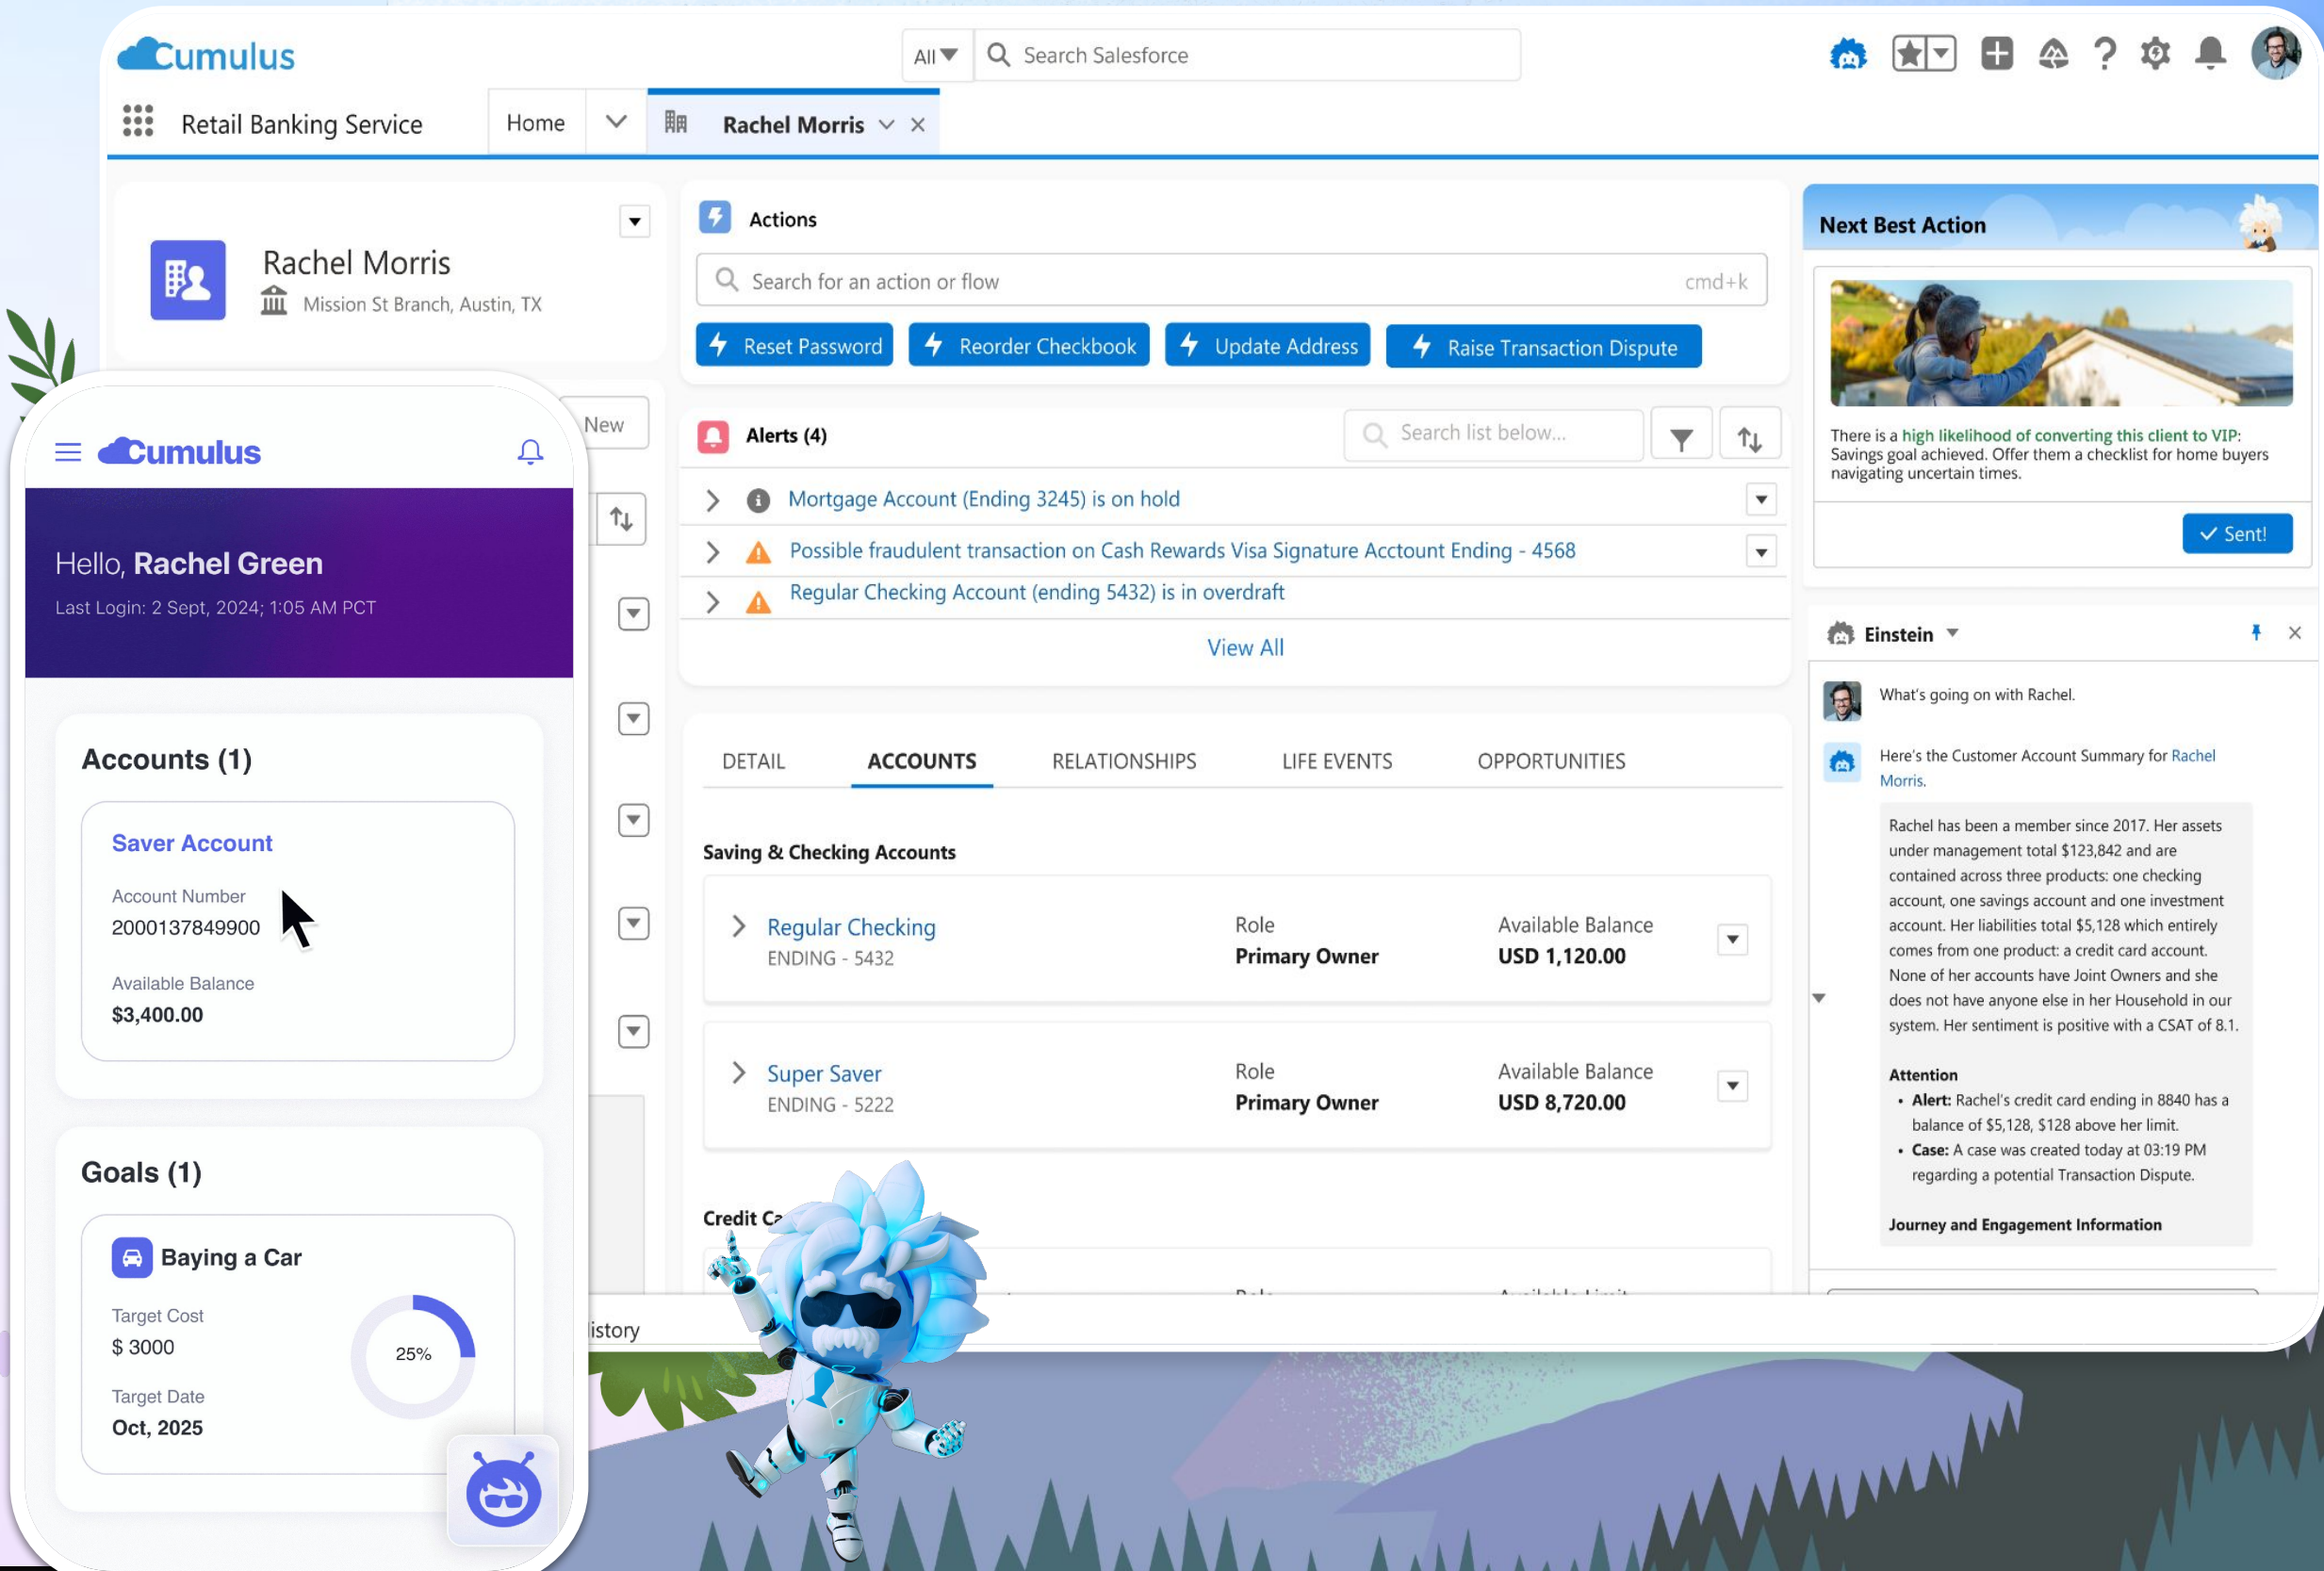 Cumulus
All
Search Salesforce
Retail Banking Service
Home
Rachel Morris
Rachel Morris
Mission St Branch, Austin, TX
New
istory
Actions
Search for an action or flow
cmd+k
Reset Password
Reorder Checkbook
Update Address
Raise Transaction Dispute
Alerts (4)
Search list below...
Mortgage Account (Ending 3245) is on hold
Possible fraudulent transaction on Cash Rewards Visa Signature Acctount Ending - 4568
Regular Checking Account (ending 5432) is in overdraft
View All
DETAIL
ACCOUNTS
RELATIONSHIPS
LIFE EVENTS
OPPORTUNITIES
Saving & Checking Accounts
Regular Checking
ENDING - 5432
Role
Primary Owner
Available Balance
USD 1,120.00
Super Saver
ENDING - 5222
Role
Primary Owner
Available Balance
USD 8,720.00
Credit Ca
Next Best Action
There is a high likelihood of converting this client to VIP:
Savings goal achieved. Offer them a checklist for home buyers
navigating uncertain times.
Sent!
Einstein
What's going on with Rachel.
Here's the Customer Account Summary for Rachel
Morris.
Rachel has been a member since 2017. Her assets
under management total $123,842 and are
contained across three products: one checking
account, one savings account and one investment
account. Her liabilities total $5,128 which entirely
comes from one product: a credit card account.
None of her accounts have Joint Owners and she
does not have anyone else in her Household in our
system. Her sentiment is positive with a CSAT of 8.1.
Attention
• Alert: Rachel's credit card ending in 8840 has a
balance of $5,128, $128 above her limit.
• Case: A case was created today at 03:19 PM
regarding a potential Transaction Dispute.
Journey and Engagement Information
Cumulus
Hello, Rachel Green
Last Login: 2 Sept, 2024; 1:05 AM PCT
Accounts (1)
Saver Account
Account Number
2000137849900
Available Balance
$3,400.00
Goals (1)
Baying a Car
Target Cost
$ 3000
25%
Target Date
Oct, 2025